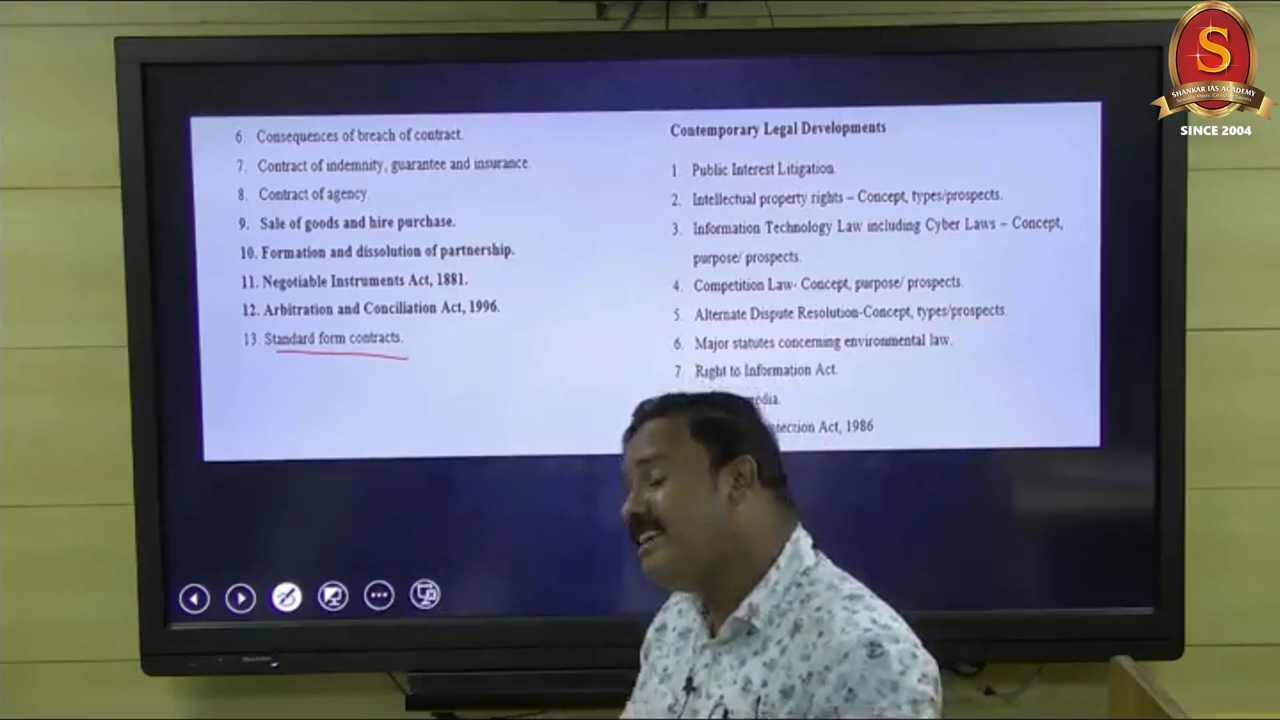 6. Consequences of breach of contract.
7. Contract of indemnity, guarantee and insurance.
8. Contract of agency.
9. Sale of goods and hire purchase.
10. Formation and dissolution of partnership.
11. Negotiable Instruments Act, 1881.
12. Arbitration and Conciliation Act, 1996.
13. Standard form contracts.
Contemporary Legal Developments
1. Public Interest Litigation.
2. Intellectual property rights – Concept, types/prospects.
3. Information Technology Law including Cyber Laws – Concept,
purpose/ prospects.
4. Competition Law- Concept, purpose/ prospects.
5. Alternate Dispute Resolution-Concept, types/prospects.
6. Major statutes concerning environmental law.
7. Right to Information Act.
Act, 1986
S
SHANKAR IAS ACADEMY
SINCE 2004